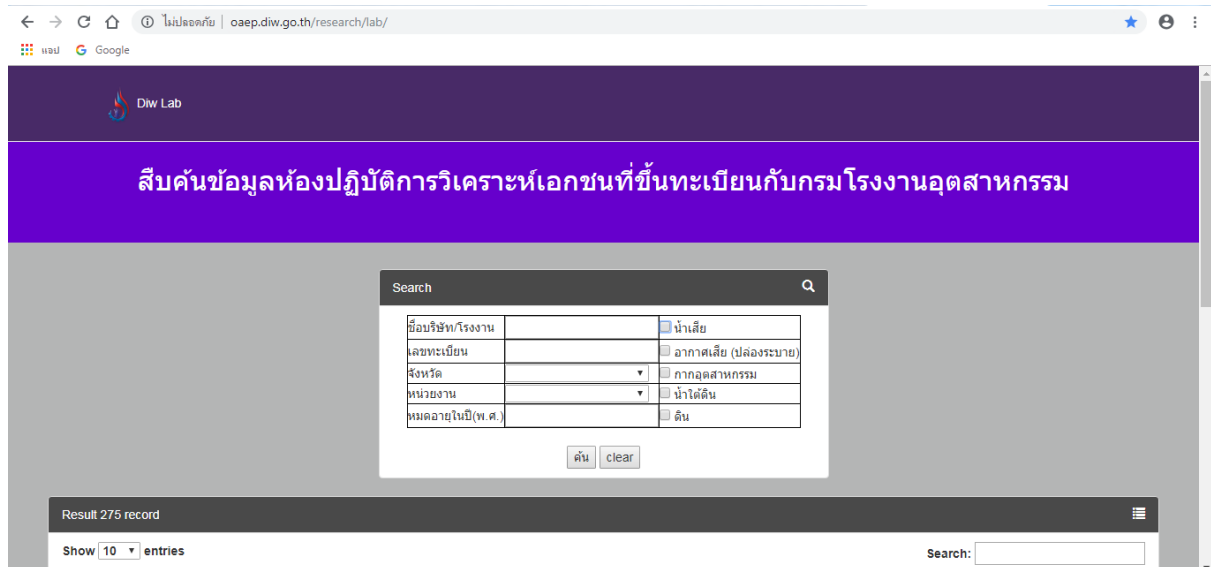 ไม่ปลอดภัย | oaep.diw.go.th/research/lab/
แอป Google
Diw Lab
สืบค้นข้อมูลห้องปฏิบัติการวิเคราะห์เอกชนที่ขึ้นทะเบียนกับกรมโรงงานอุตสาหกรรม
Search
ชื่อบริษัท/โรงงาน น้ำเสีย
เลขทะเบียน อากาศเสีย (ปล่องระบาย)
จังหวัด กากอุตสาหกรรม
หน่วยงาน น้ำใต้ดิน
หมดอายุในปี(พ.ศ.) ดิน
ค้น clear
Result 275 record
Show 10 entries Search: